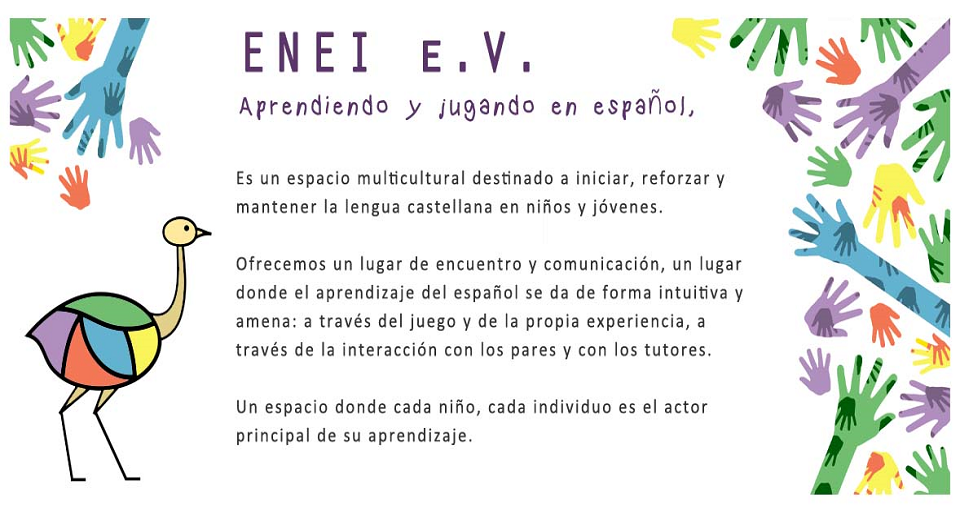 ENEI e.V.
Aprendiendo y jugando en español,
Es un espacio multicultural destinado a iniciar, reforzar y
mantener la lengua castellana en niños y jóvenes.
Ofrecemos un lugar de encuentro y comunicación, un lugar
donde el aprendizaje del español se da de forma intuitiva y
amena: a través del juego y de la propia experiencia, a
través de la interacción con los pares y con los tutores.
Un espacio donde cada niño, cada individuo es el actor
principal de su aprendizaje.